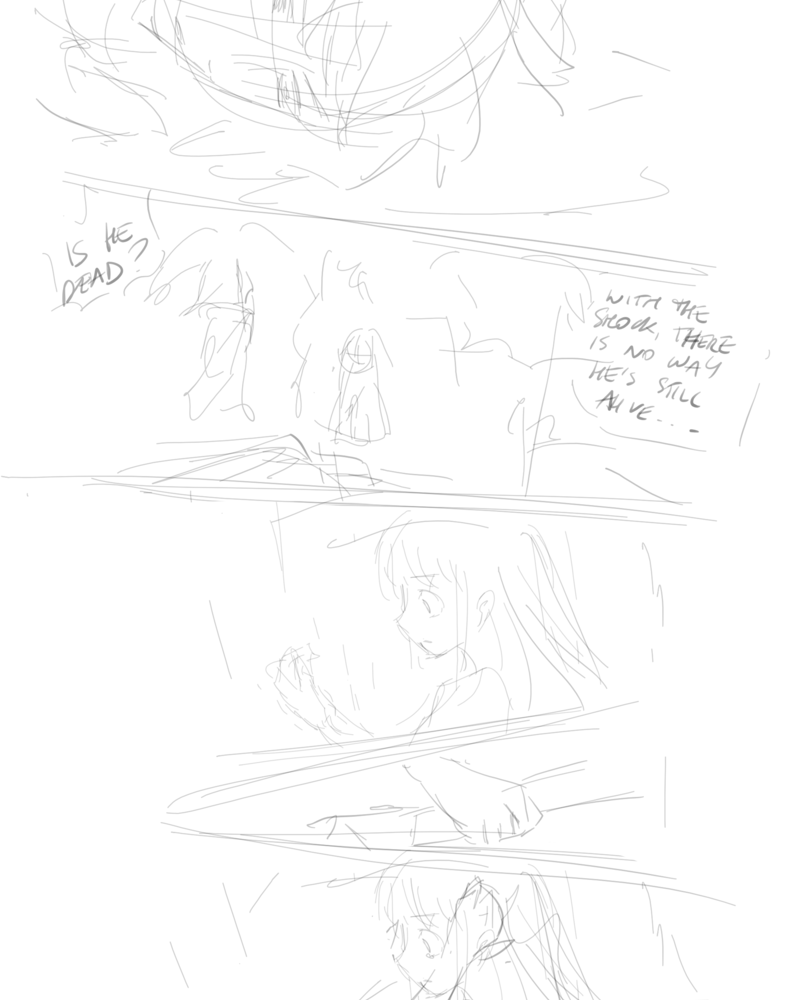 IS HE
DEAD?
WITH THE
SHOCK, THERE
IS NO WAY
HE'S STILL
ALIVE...